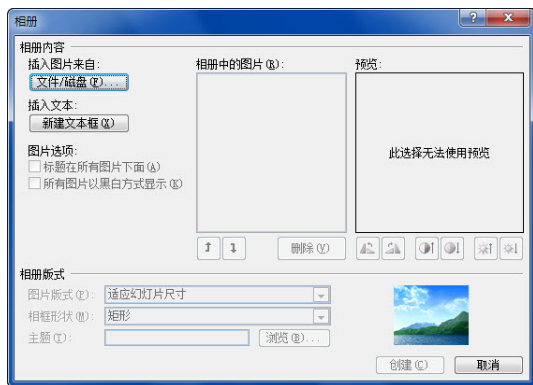 相册
相册内容
插入图片来自:
文件/磁盘(F)...
插入文本:
新建文本框(X)
图片选项:
标题在所有图片下面(A)
所有图片以黑白方式显示(K)
相册中的图片(R):
预览:
此选择无法使用预览
删除(V)
相册版式
图片版式(P):
适应幻灯片尺寸
相框形状(M):
矩形
主题(T):
浏览(B)...
创建(C)
取消